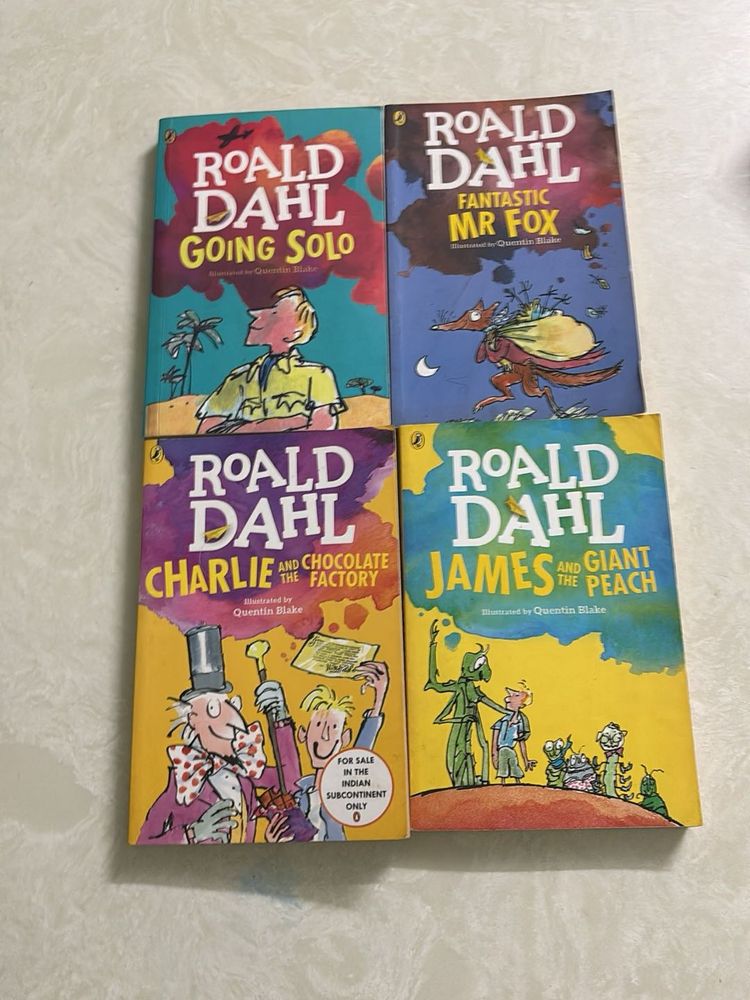 ROALD
DAHL
GOING SOLO
Illustrated by Quentin Blake
ROALD
DAHL
FANTASTIC
MR FOX
Illustrated by Quentin Blake
ROALD
DAHL
CHARLIE AND THE CHOCOLATE FACTORY
Illustrated by
Quentin Blake
FOR SALE
IN THE
INDIAN
SUBCONTINENT
ONLY
ROALD
DAHL
JAMES AND THE GIANT PEACH
Illustrated by Quentin Blake